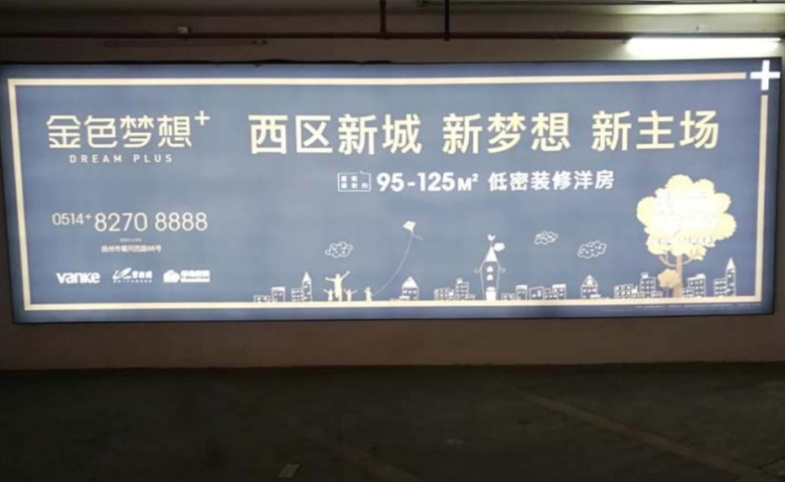 金色梦想+
DREAM PLUS
西区新城 新梦想 新主场
95-125M² 低密装修洋房
0514+8270 8888
vanke